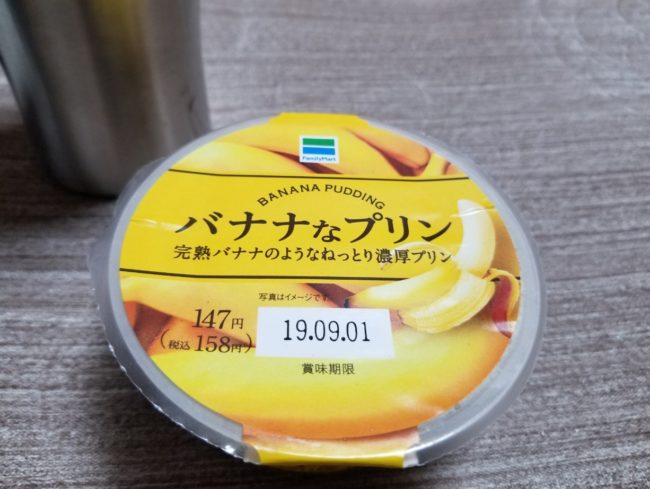 FamilyMart
BANANA PUDDING
バナナなプリン
完熟バナナのようなねっとり濃厚プリン
写真はイメージです
147円
(税込158円)
19.09.01
賞味期限